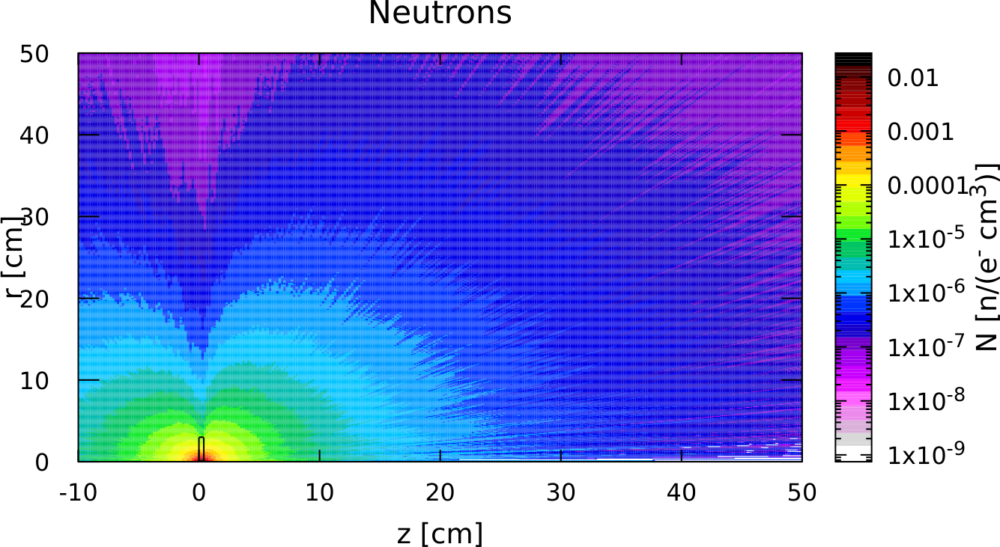 Neutrons
50
40
30
20
10
0
r [cm]
-10 0 10 20 30 40 50
z [cm]
0.01
0.001
0.0001
1x10⁻⁵
1x10⁻⁶
1x10⁻⁷
1x10⁻⁸
1x10⁻⁹
N [n/(e⁻ cm³)]